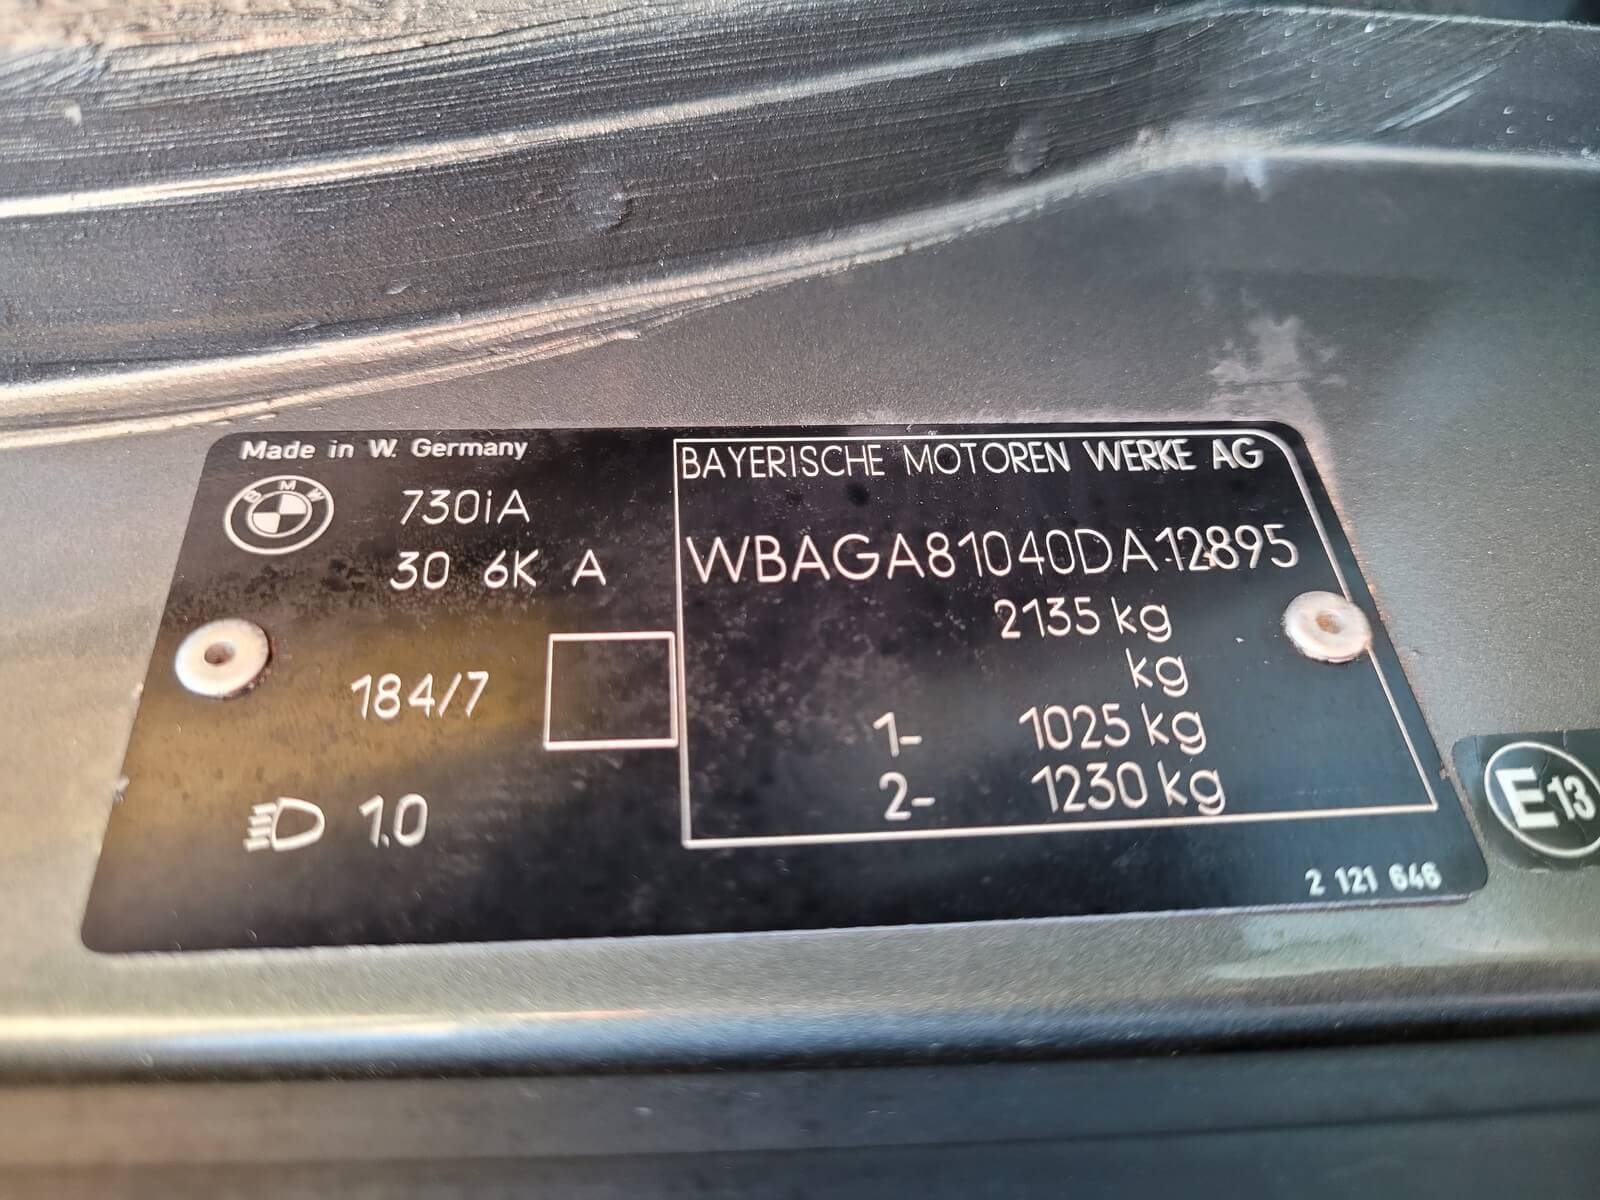 Made in W. Germany
BMW
730iA
30 6K A
184/7
1.0
BAYERISCHE MOTOREN WERKE AG
WBAGA81040DA12895
2135 kg
kg
1- 1025 kg
2- 1230 kg
2 121 646
E13